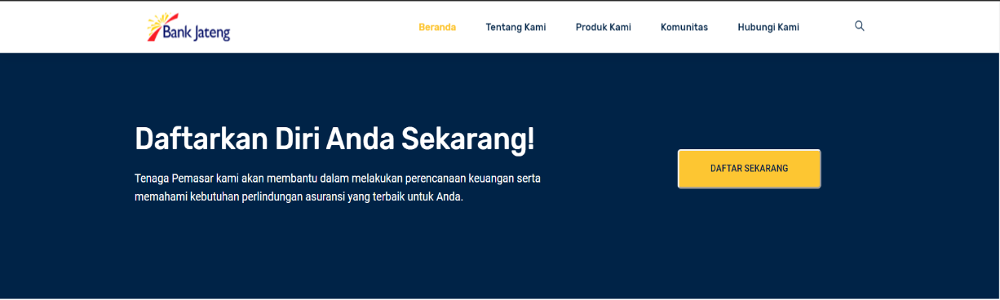 Bank Jateng
Beranda
Tentang Kami
Produk Kami
Komunitas
Hubungi Kami
Daftarkan Diri Anda Sekarang!
Tenaga Pemasar kami akan membantu dalam melakukan perencanaan keuangan serta
memahami kebutuhan perlindungan asuransi yang terbaik untuk Anda.
DAFTAR SEKARANG